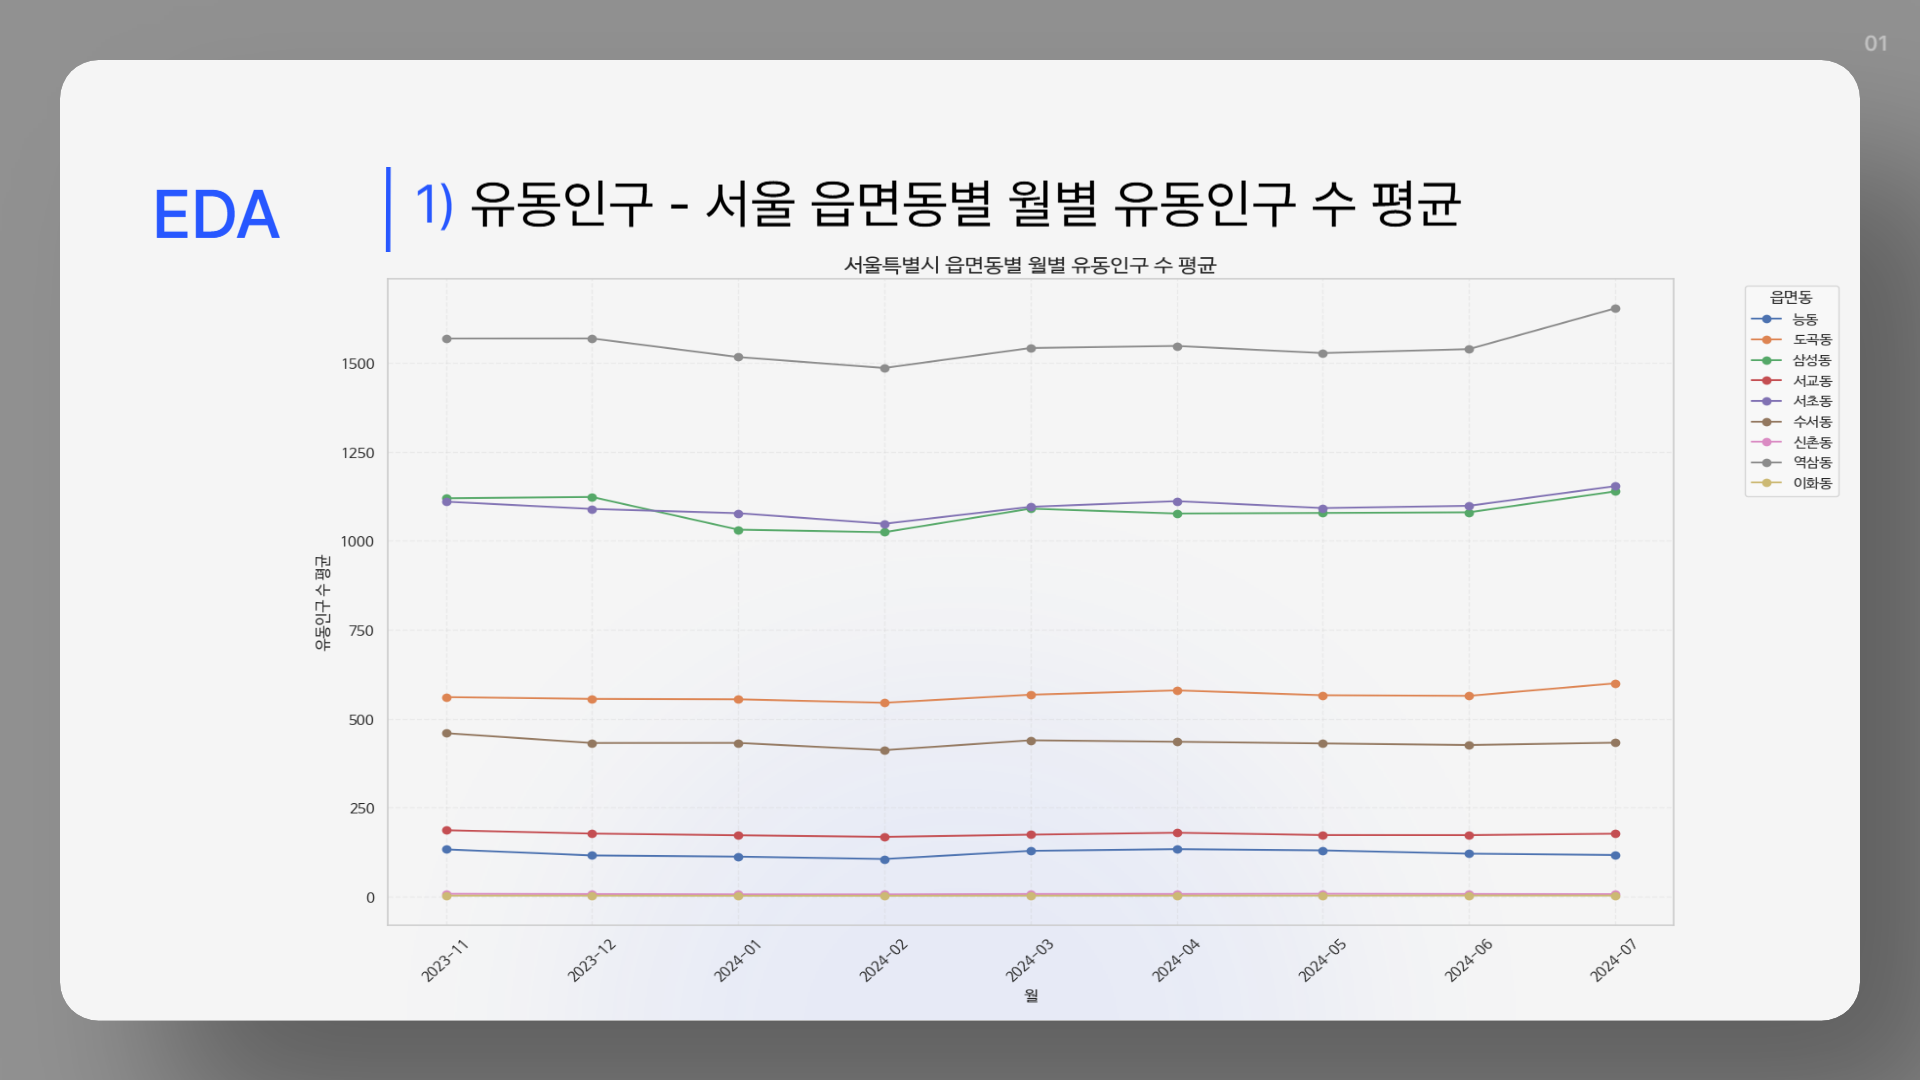 01
EDA
1) 유동인구 - 서울 읍면동별 월별 유동인구 수 평균
서울특별시 읍면동별 월별 유동인구 수 평균
유동인구 수 평균
1500
1250
1000
750
500
250
0
2023-11
2023-12
2024-01
2024-02
2024-03
2024-04
2024-05
2024-06
2024-07
월
읍면동
능동
도곡동
삼성동
서교동
서초동
수서동
신촌동
역삼동
이화동